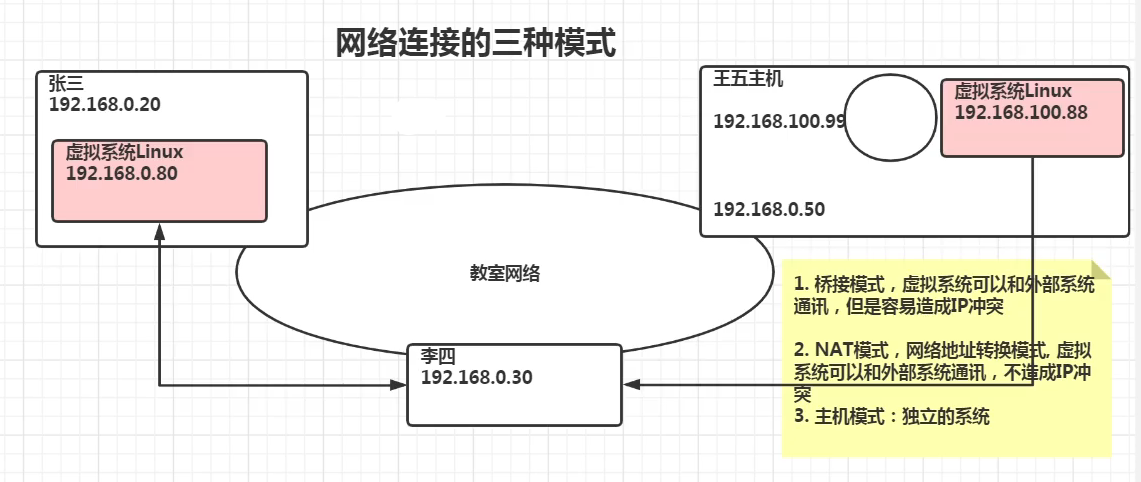 网络连接的三种模式
张三
192.168.0.20
虚拟系统Linux
192.168.0.80
王五主机
192.168.100.99
虚拟系统Linux
192.168.100.88
192.168.0.50
教室网络
李四
192.168.0.30
1. 桥接模式，虚拟系统可以和外部系统
通讯，但是容易造成IP冲突
2. NAT模式，网络地址转换模式, 虚拟
系统可以和外部系统通讯，不造成IP冲
突
3. 主机模式：独立的系统